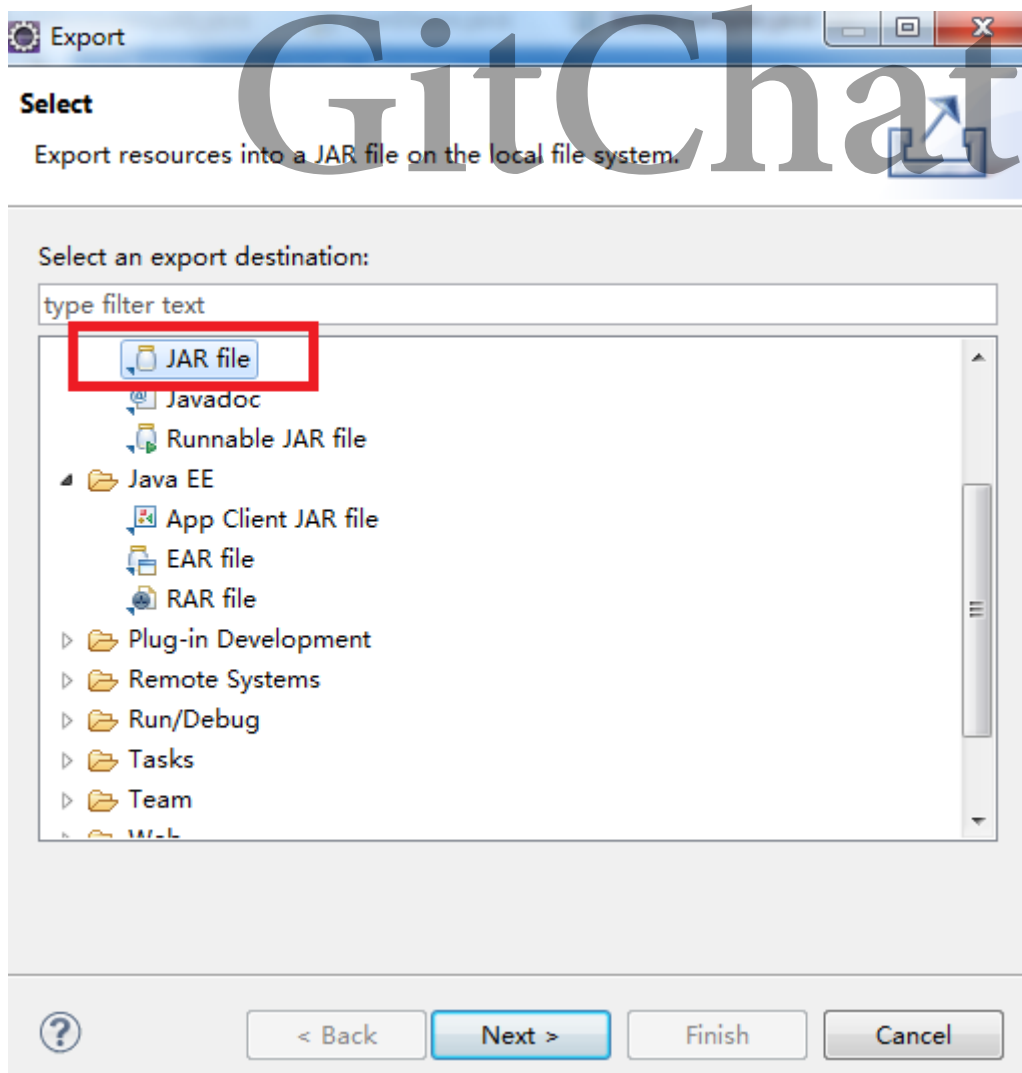 Export
GitChat
Select
Export resources into a JAR file on the local file system.
Select an export destination:
type filter text
JAR file
Javadoc
Runnable JAR file
Java EE
App Client JAR file
EAR file
RAR file
Plug-in Development
Remote Systems
Run/Debug
Tasks
Team
Web
< Back
Next >
Finish
Cancel